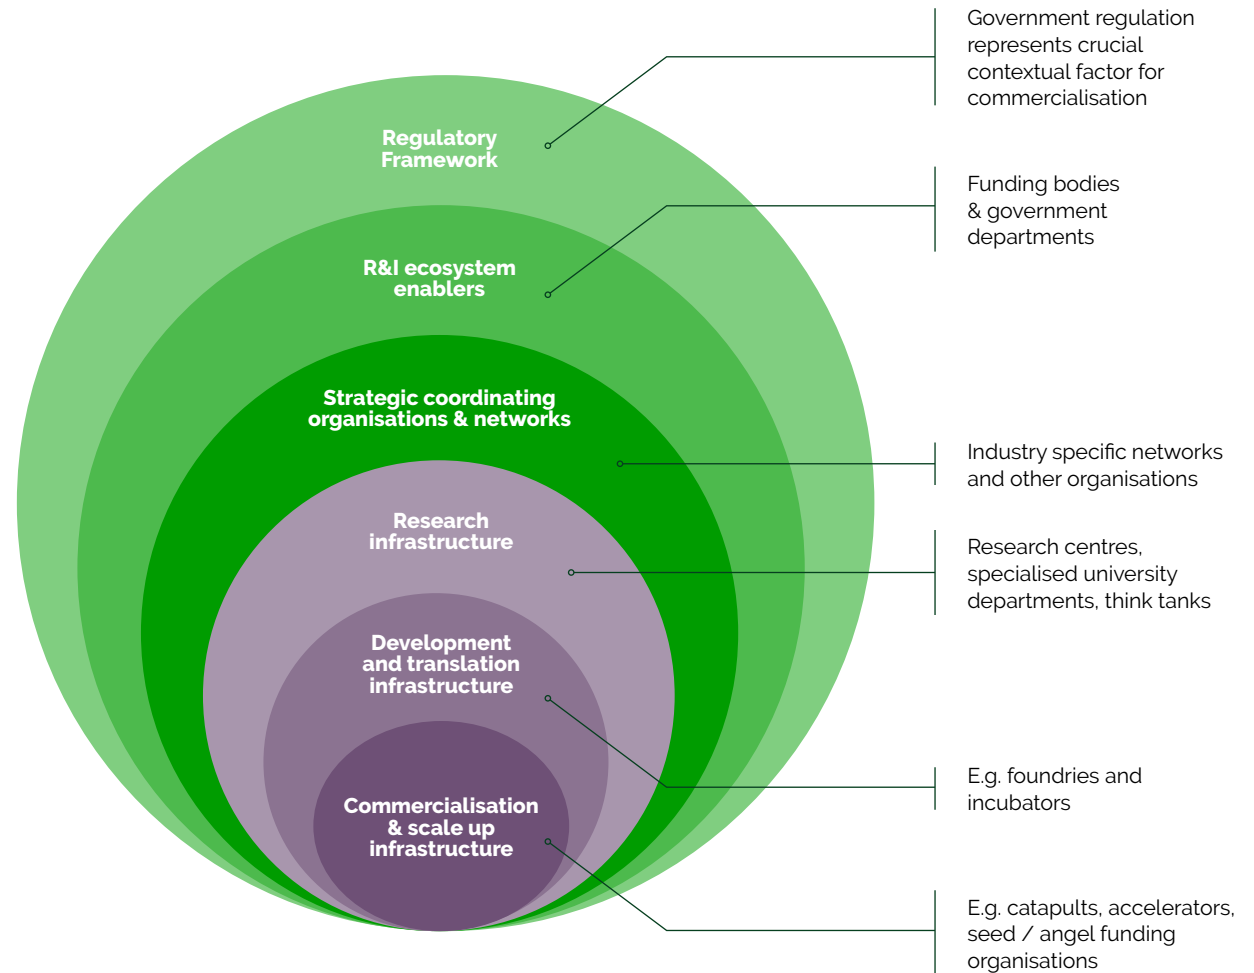 Government regulation
represents crucial
contextual factor for
commercialisation
Regulatory
Framework
Funding bodies
& government
departments
R&I ecosystem
enablers
Strategic coordinating
organisations & networks
Industry specific networks
and other organisations
Research
infrastructure
Research centres,
specialised university
departments, think tanks
Development
and translation
infrastructure
E.g. foundries and
incubators
Commercialisation
& scale up
infrastructure
E.g. catapults, accelerators,
seed / angel funding
organisations